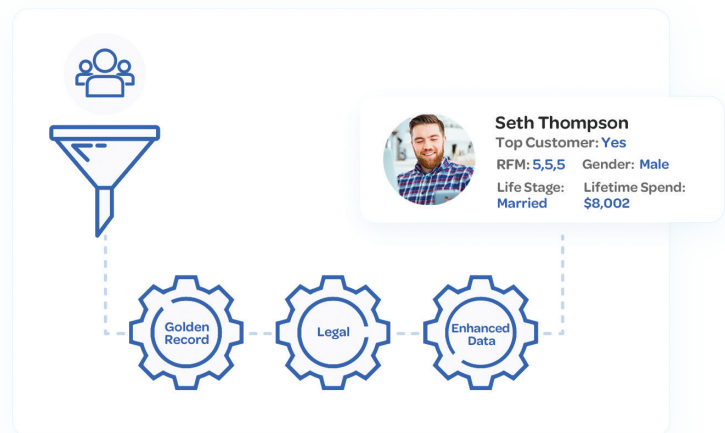 Seth Thompson
Top Customer: Yes
RFM: 5,5,5 Gender: Male
Life Stage: Lifetime Spend:
Married $8,002
Golden
Record
Legal
Enhanced
Data